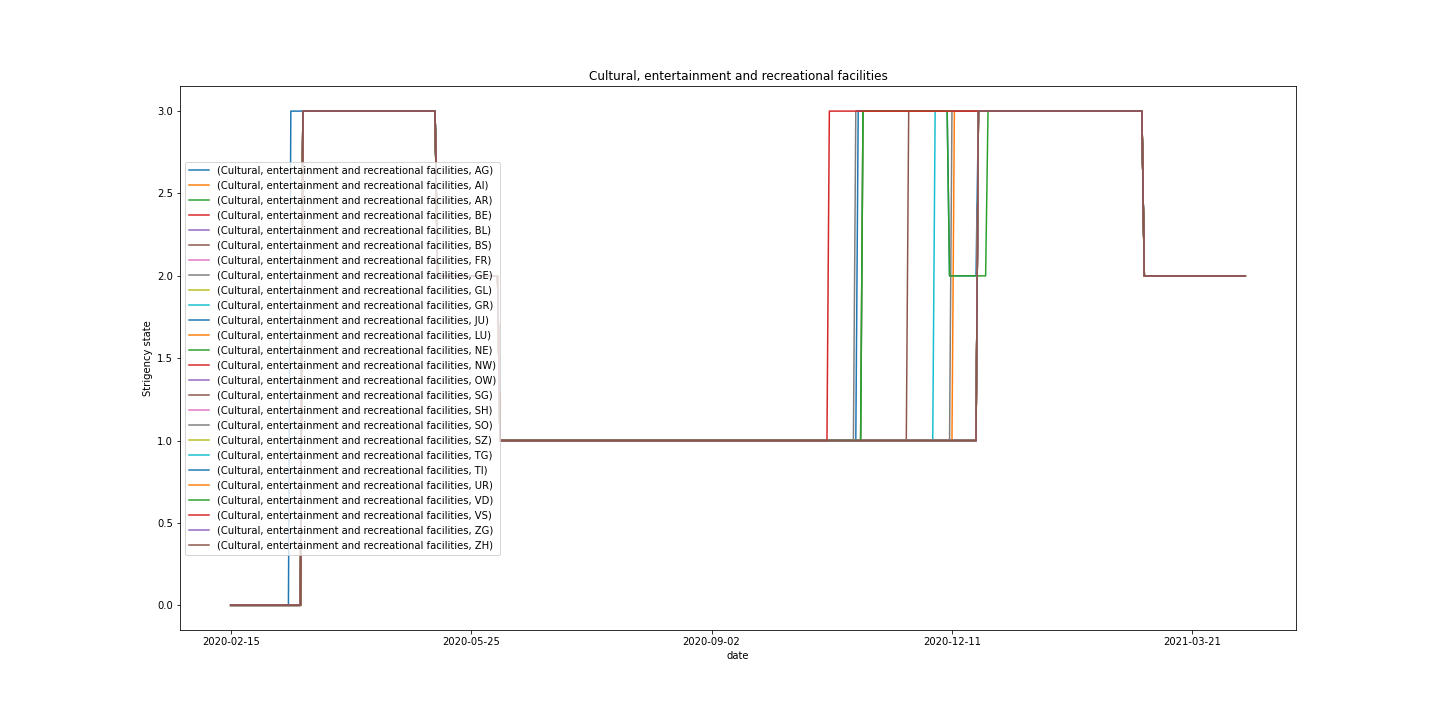 Cultural, entertainment and recreational facilities
3.0
2.5
2.0
1.5
1.0
0.5
0.0
Strigency state
(Cultural, entertainment and recreational facilities, AG)
(Cultural, entertainment and recreational facilities, AI)
(Cultural, entertainment and recreational facilities, AR)
(Cultural, entertainment and recreational facilities, BE)
(Cultural, entertainment and recreational facilities, BL)
(Cultural, entertainment and recreational facilities, BS)
(Cultural, entertainment and recreational facilities, FR)
(Cultural, entertainment and recreational facilities, GE)
(Cultural, entertainment and recreational facilities, GL)
(Cultural, entertainment and recreational facilities, GR)
(Cultural, entertainment and recreational facilities, JU)
(Cultural, entertainment and recreational facilities, LU)
(Cultural, entertainment and recreational facilities, NE)
(Cultural, entertainment and recreational facilities, NW)
(Cultural, entertainment and recreational facilities, OW)
(Cultural, entertainment and recreational facilities, SG)
(Cultural, entertainment and recreational facilities, SH)
(Cultural, entertainment and recreational facilities, SO)
(Cultural, entertainment and recreational facilities, SZ)
(Cultural, entertainment and recreational facilities, TG)
(Cultural, entertainment and recreational facilities, TI)
(Cultural, entertainment and recreational facilities, UR)
(Cultural, entertainment and recreational facilities, VD)
(Cultural, entertainment and recreational facilities, VS)
(Cultural, entertainment and recreational facilities, ZG)
(Cultural, entertainment and recreational facilities, ZH)
2020-02-15 2020-05-25 2020-09-02 2020-12-11 2021-03-21
date